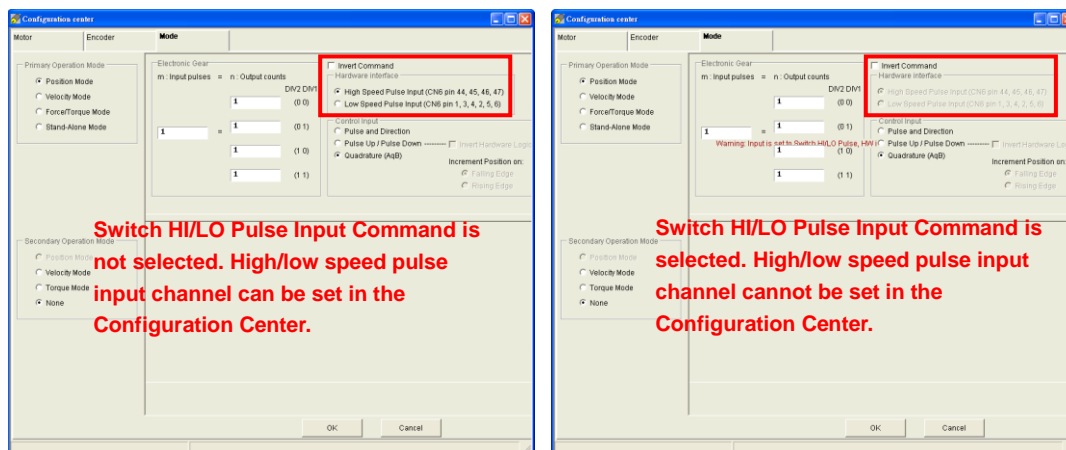 Configuration center
Motor Encoder Mode
Primary Operation Mode
Position Mode
Velocity Mode
Force/Torque Mode
Stand-Alone Mode
Electronic Gear
m : Input pulses = n : Output counts
DIV2 DIV1
1 (0 0)
1 = 1 (0 1)
1 (1 0)
1 (1 1)
Invert Command
Hardware Interface
High Speed Pulse Input (CN6 pin 44, 45, 46, 47)
Low Speed Pulse Input (CN6 pin 1, 3, 4, 2, 5, 6)
Control Input
Pulse and Direction
Pulse Up / Pulse Down -------- Invert Hardware Logic
Quadrature (AqB)
Increment Position on:
Falling Edge
Rising Edge
Secondary Operation Mode
Position Mode
Velocity Mode
Torque Mode
None
Switch HI/LO Pulse Input Command is
not selected. High/low speed pulse
input channel can be set in the
Configuration Center.
OK Cancel
Configuration center
Motor Encoder Mode
Primary Operation Mode
Position Mode
Velocity Mode
Force/Torque Mode
Stand-Alone Mode
Electronic Gear
m : Input pulses = n : Output counts
DIV2 DIV1
1 (0 0)
1 = 1 (0 1)
Warning: Input is set to Switch HI/LO Pulse, HW
1 (1 0)
1 (1 1)
Invert Command
Hardware Interface
High Speed Pulse Input (CN6 pin 44, 45, 46, 47)
Low Speed Pulse Input (CN6 pin 1, 3, 4, 2, 5, 6)
Control Input
Pulse and Direction
Pulse Up / Pulse Down -------- Invert Hardware Lo
Quadrature (AqB)
Increment Position on:
Falling Edge
Rising Edge
Secondary Operation Mode
Position Mode
Velocity Mode
Torque Mode
None
Switch HI/LO Pulse Input Command is
selected. High/low speed pulse input
channel cannot be set in the
Configuration Center.
OK Cancel